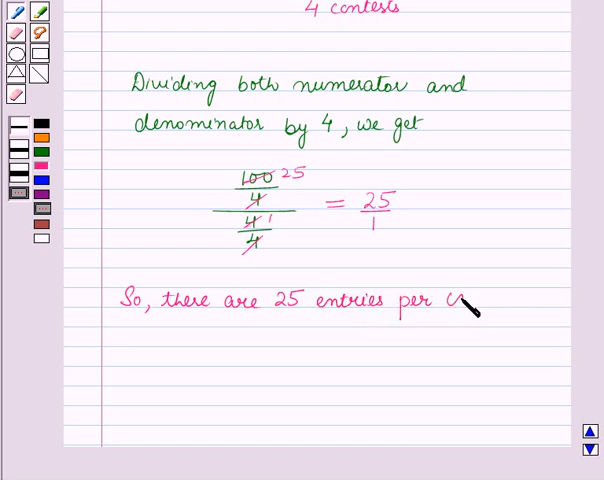 4 contests
Dividing both numerator and
denominator by 4, we get
100 25
4
4 1
4
= 25
1
So, there are 25 entries per